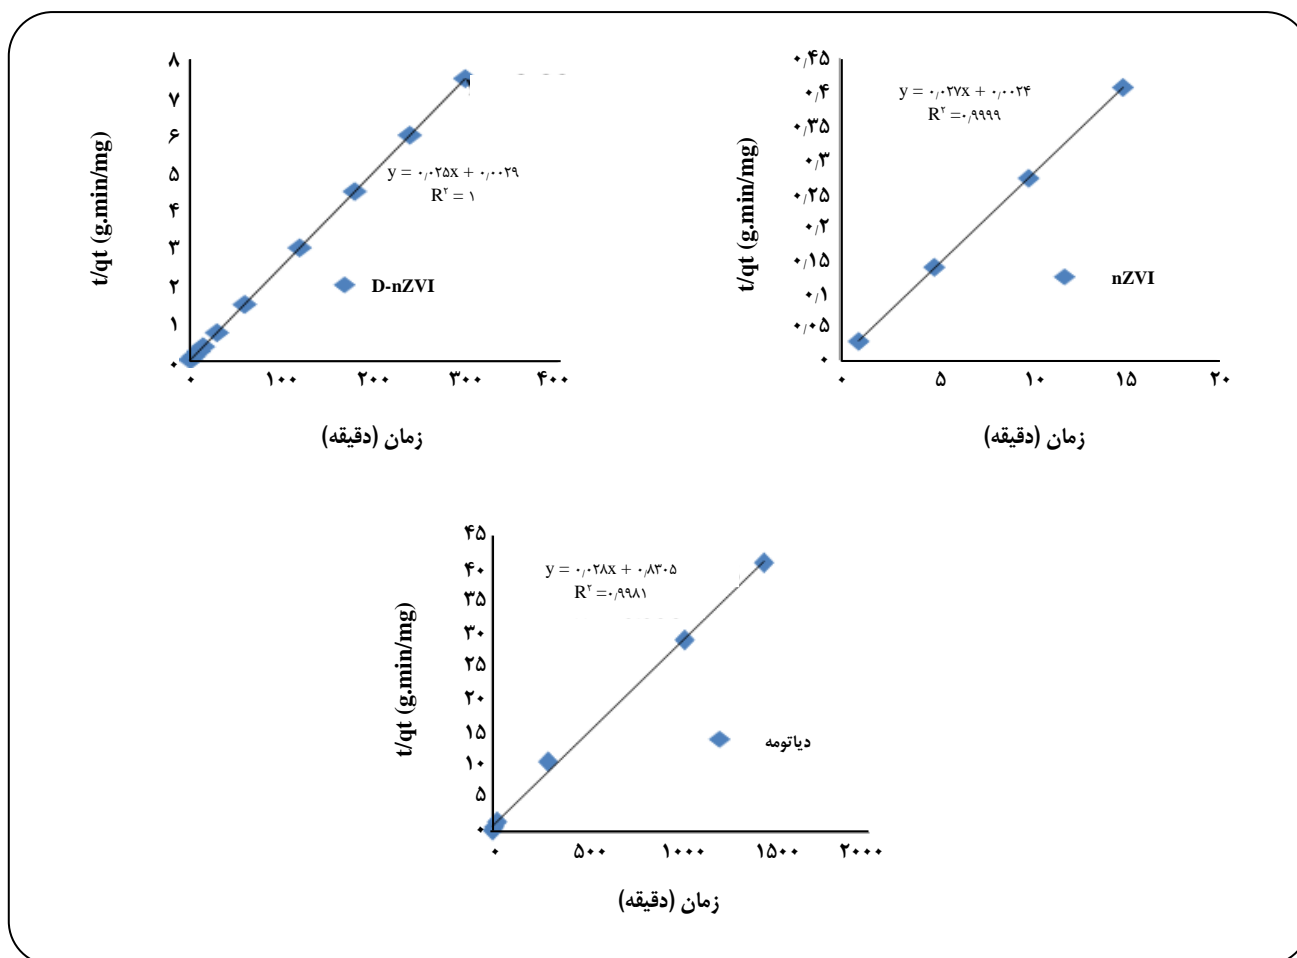 ۸
۷
۶
۵
۴
۳
۲
۱
۰
t/qt (g.min/mg)
y = ۰٫۰۲۵x + ۰٫۰۰۲۹
R۲ = ۱
D-nZVI
۰ ۱۰۰ ۲۰۰ ۳۰۰ ۴۰۰
زمان (دقیقه)
۰٫۴۵
۰٫۴
۰٫۳۵
۰٫۳
۰٫۲۵
۰٫۲
۰٫۱۵
۰٫۱
۰٫۰۵
۰
t/qt (g.min/mg)
y = ۰٫۰۲۷x + ۰٫۰۰۲۴
R۲ =۰٫۹۹۹۹
nZVI
۰ ۵ ۱۰ ۱۵ ۲۰
زمان (دقیقه)
۴۵
۴۰
۳۵
۳۰
۲۵
۲۰
۱۵
۱۰
۵
۰
t/qt (g.min/mg)
y = ۰٫۰۲۸x + ۰٫۸۳۰۵
R۲ =۰٫۹۹۸۱
دیاتومه
۰ ۵۰۰ ۱۰۰۰ ۱۵۰۰ ۲۰۰۰
زمان (دقیقه)